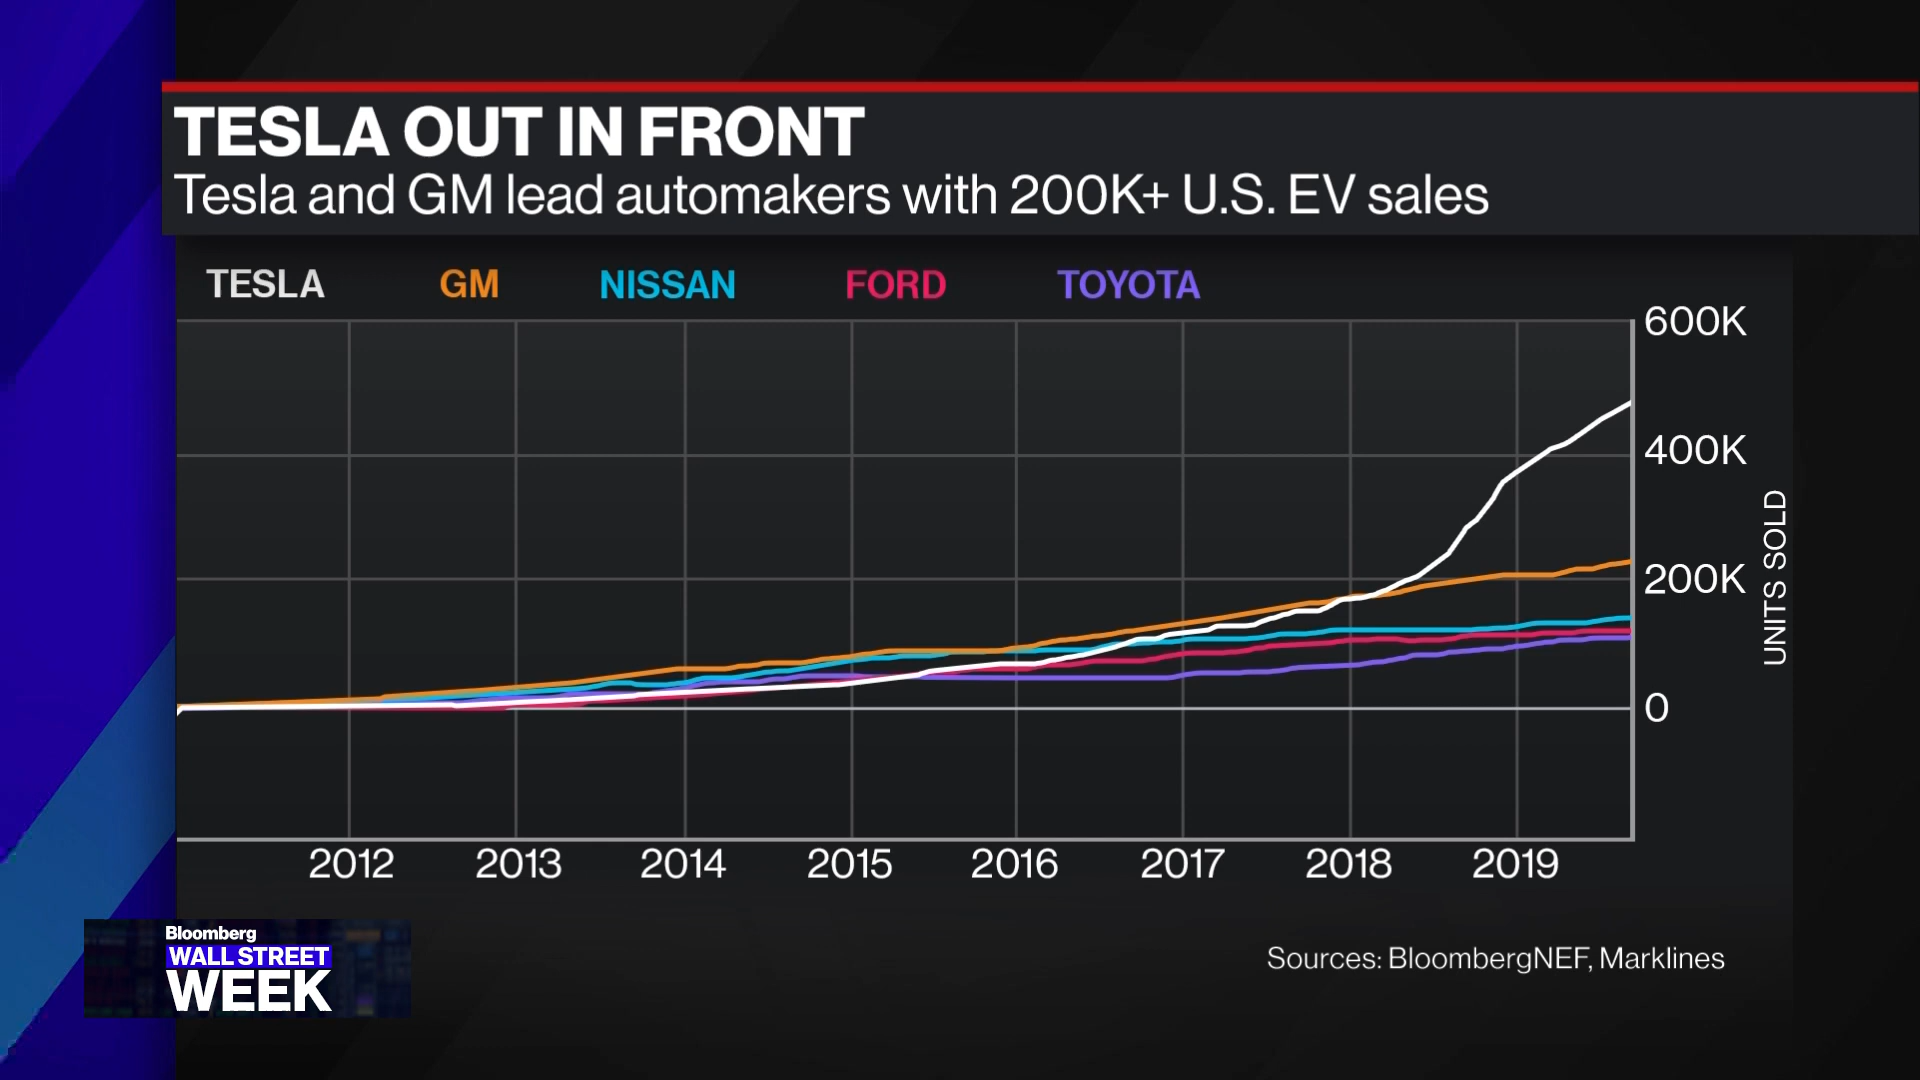 TESLA OUT IN FRONT
Tesla and GM lead automakers with 200K+ U.S. EV sales
TESLA GM NISSAN FORD TOYOTA
600K
400K
200K
0
UNITS SOLD
2012 2013 2014 2015 2016 2017 2018 2019
Bloomberg
WALL STREET
WEEK
Sources: BloombergNEF, Marklines